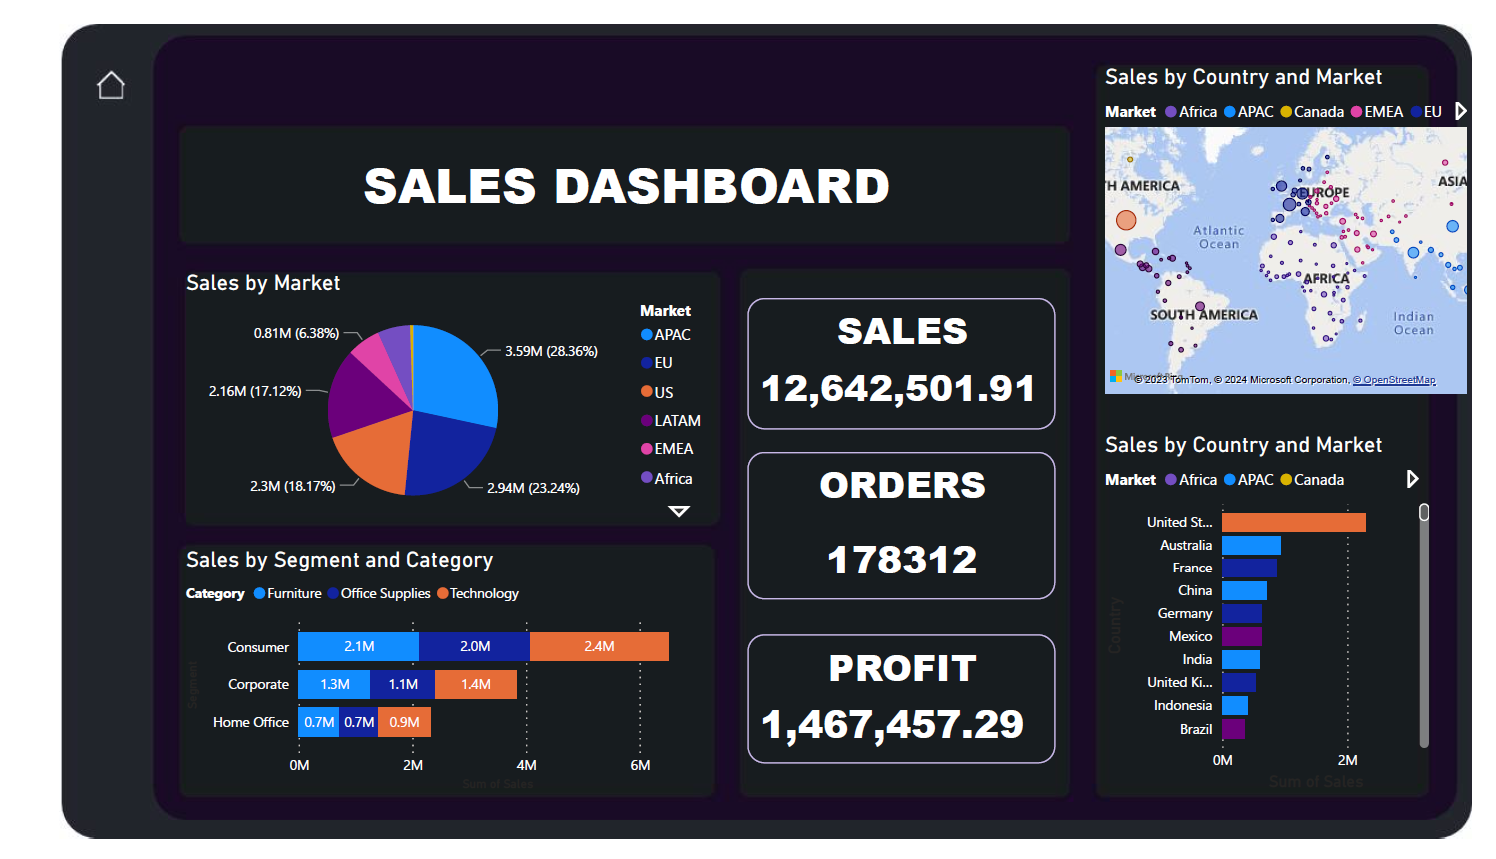 SALES DASHBOARD
Sales by Market
0.81M (6.38%)
3.59M (28.36%)
2.16M (17.12%)
2.3M (18.17%)
2.94M (23.24%)
Market
APAC
EU
US
LATAM
EMEA
Africa
Sales by Segment and Category
Category Furniture Office Supplies Technology
Segment
Consumer 2.1M 2.0M 2.4M
Corporate 1.3M 1.1M 1.4M
Home Office 0.7M 0.7M 0.9M
0M 2M 4M 6M
Sum of Sales
SALES
12,642,501.91
ORDERS
178312
PROFIT
1,467,457.29
Sales by Country and Market
Market Africa APAC Canada EMEA EU
H AMERICA
EUROPE
ASIA
Atlantic
Ocean
AFRICA
SOUTH AMERICA
Indian
Ocean
© 2023 TomTom, © 2024 Microsoft Corporation, © OpenStreetMap
Sales by Country and Market
Market Africa APAC Canada
Country
United St...
Australia
France
China
Germany
Mexico
India
United Ki...
Indonesia
Brazil
0M 2M
Sum of Sales